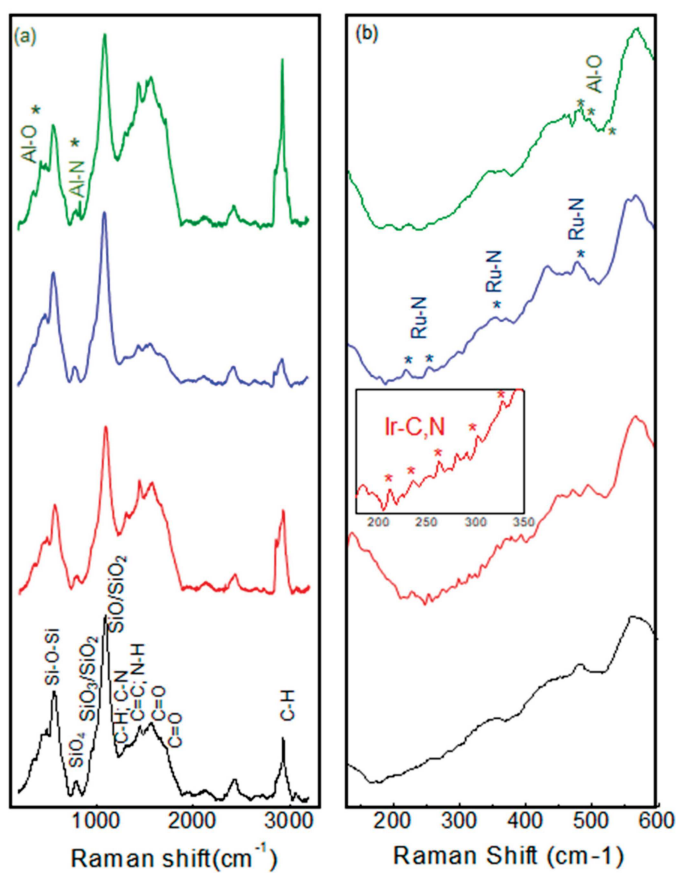 (a)
(b)
Al-O *
Al-N *
Al-O
* * *
Ru-N
Ru-N
Ru-N
* * * *
Ir-C,N
* * * * *
200 250 300 350
Si-O-Si
SiO4
SiO3/SiO2
SiO/SiO2
C-H; C-N
C=C; N-H
C=O
C=O
C-H
1000 2000 3000
200 300 400 500 600
Raman shift(cm-1)
Raman Shift (cm-1)